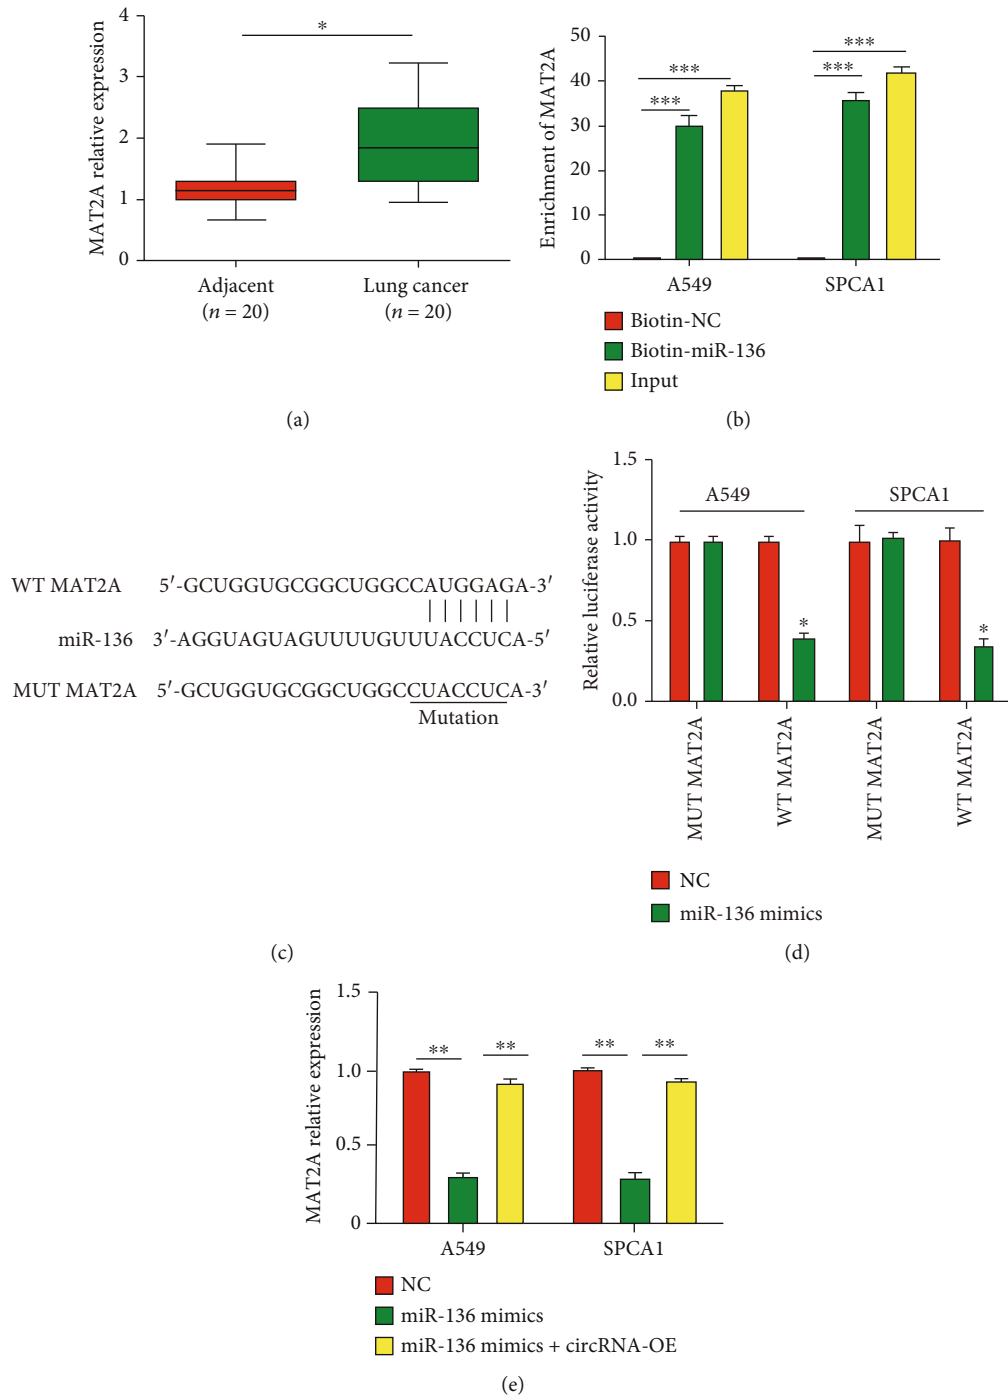 4
3
2
1
0
MAT2A relative expression
*
Adjacent
(n = 20)
Lung cancer
(n = 20)
(a)
50
40
30
20
10
0
Enrichment of MAT2A
***
***
***
***
A549
SPCA1
Biotin-NC
Biotin-miR-136
Input
(b)
WT MAT2A 5′-GCUGGUGCGGCUGGCCAUGGAGA-3′
miR-136 3′-AGGUAGUAGUUUUGUUUACCUCA-5′
MUT MAT2A 5′-GCUGGUGCGGCUGGCCUACCUCA-3′
Mutation
(c)
1.5
1.0
0.5
0.0
Relative luciferase activity
A549
SPCA1
*
*
MUT MAT2A
WT MAT2A
MUT MAT2A
WT MAT2A
NC
miR-136 mimics
(d)
1.5
1.0
0.5
0
MAT2A relative expression
**
**
**
**
A549
SPCA1
NC
miR-136 mimics
miR-136 mimics + circRNA-OE
(e)